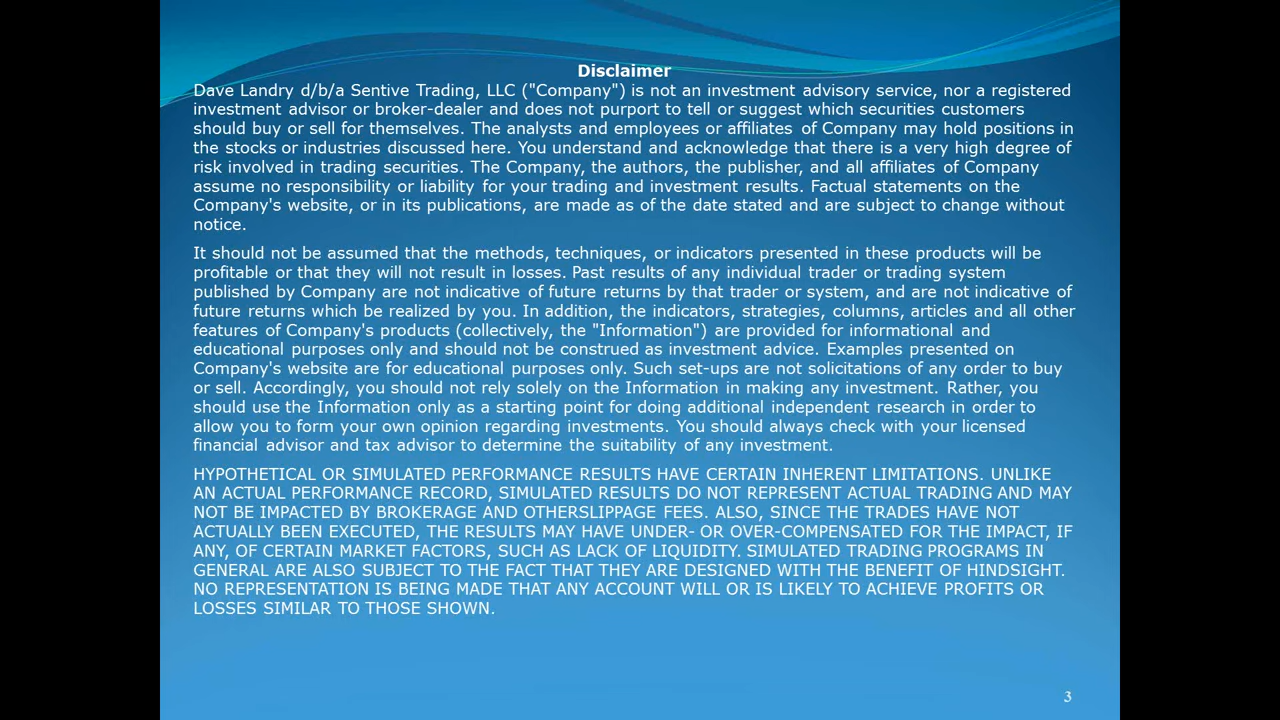 Disclaimer
Dave Landry d/b/a Sentive Trading, LLC ("Company") is not an investment advisory service, nor a registered
investment advisor or broker-dealer and does not purport to tell or suggest which securities customers
should buy or sell for themselves. The analysts and employees or affiliates of Company may hold positions in
the stocks or industries discussed here. You understand and acknowledge that there is a very high degree of
risk involved in trading securities. The Company, the authors, the publisher, and all affiliates of Company
assume no responsibility or liability for your trading and investment results. Factual statements on the
Company's website, or in its publications, are made as of the date stated and are subject to change without
notice.
It should not be assumed that the methods, techniques, or indicators presented in these products will be
profitable or that they will not result in losses. Past results of any individual trader or trading system
published by Company are not indicative of future returns by that trader or system, and are not indicative of
future returns which be realized by you. In addition, the indicators, strategies, columns, articles and all other
features of Company's products (collectively, the "Information") are provided for informational and
educational purposes only and should not be construed as investment advice. Examples presented on
Company's website are for educational purposes only. Such set-ups are not solicitations of any order to buy
or sell. Accordingly, you should not rely solely on the Information in making any investment. Rather, you
should use the Information only as a starting point for doing additional independent research in order to
allow you to form your own opinion regarding investments. You should always check with your licensed
financial advisor and tax advisor to determine the suitability of any investment.
HYPOTHETICAL OR SIMULATED PERFORMANCE RESULTS HAVE CERTAIN INHERENT LIMITATIONS. UNLIKE
AN ACTUAL PERFORMANCE RECORD, SIMULATED RESULTS DO NOT REPRESENT ACTUAL TRADING AND MAY
NOT BE IMPACTED BY BROKERAGE AND OTHERSLIPPAGE FEES. ALSO, SINCE THE TRADES HAVE NOT
ACTUALLY BEEN EXECUTED, THE RESULTS MAY HAVE UNDER- OR OVER-COMPENSATED FOR THE IMPACT, IF
ANY, OF CERTAIN MARKET FACTORS, SUCH AS LACK OF LIQUIDITY. SIMULATED TRADING PROGRAMS IN
GENERAL ARE ALSO SUBJECT TO THE FACT THAT THEY ARE DESIGNED WITH THE BENEFIT OF HINDSIGHT.
NO REPRESENTATION IS BEING MADE THAT ANY ACCOUNT WILL OR IS LIKELY TO ACHIEVE PROFITS OR
LOSSES SIMILAR TO THOSE SHOWN.
3